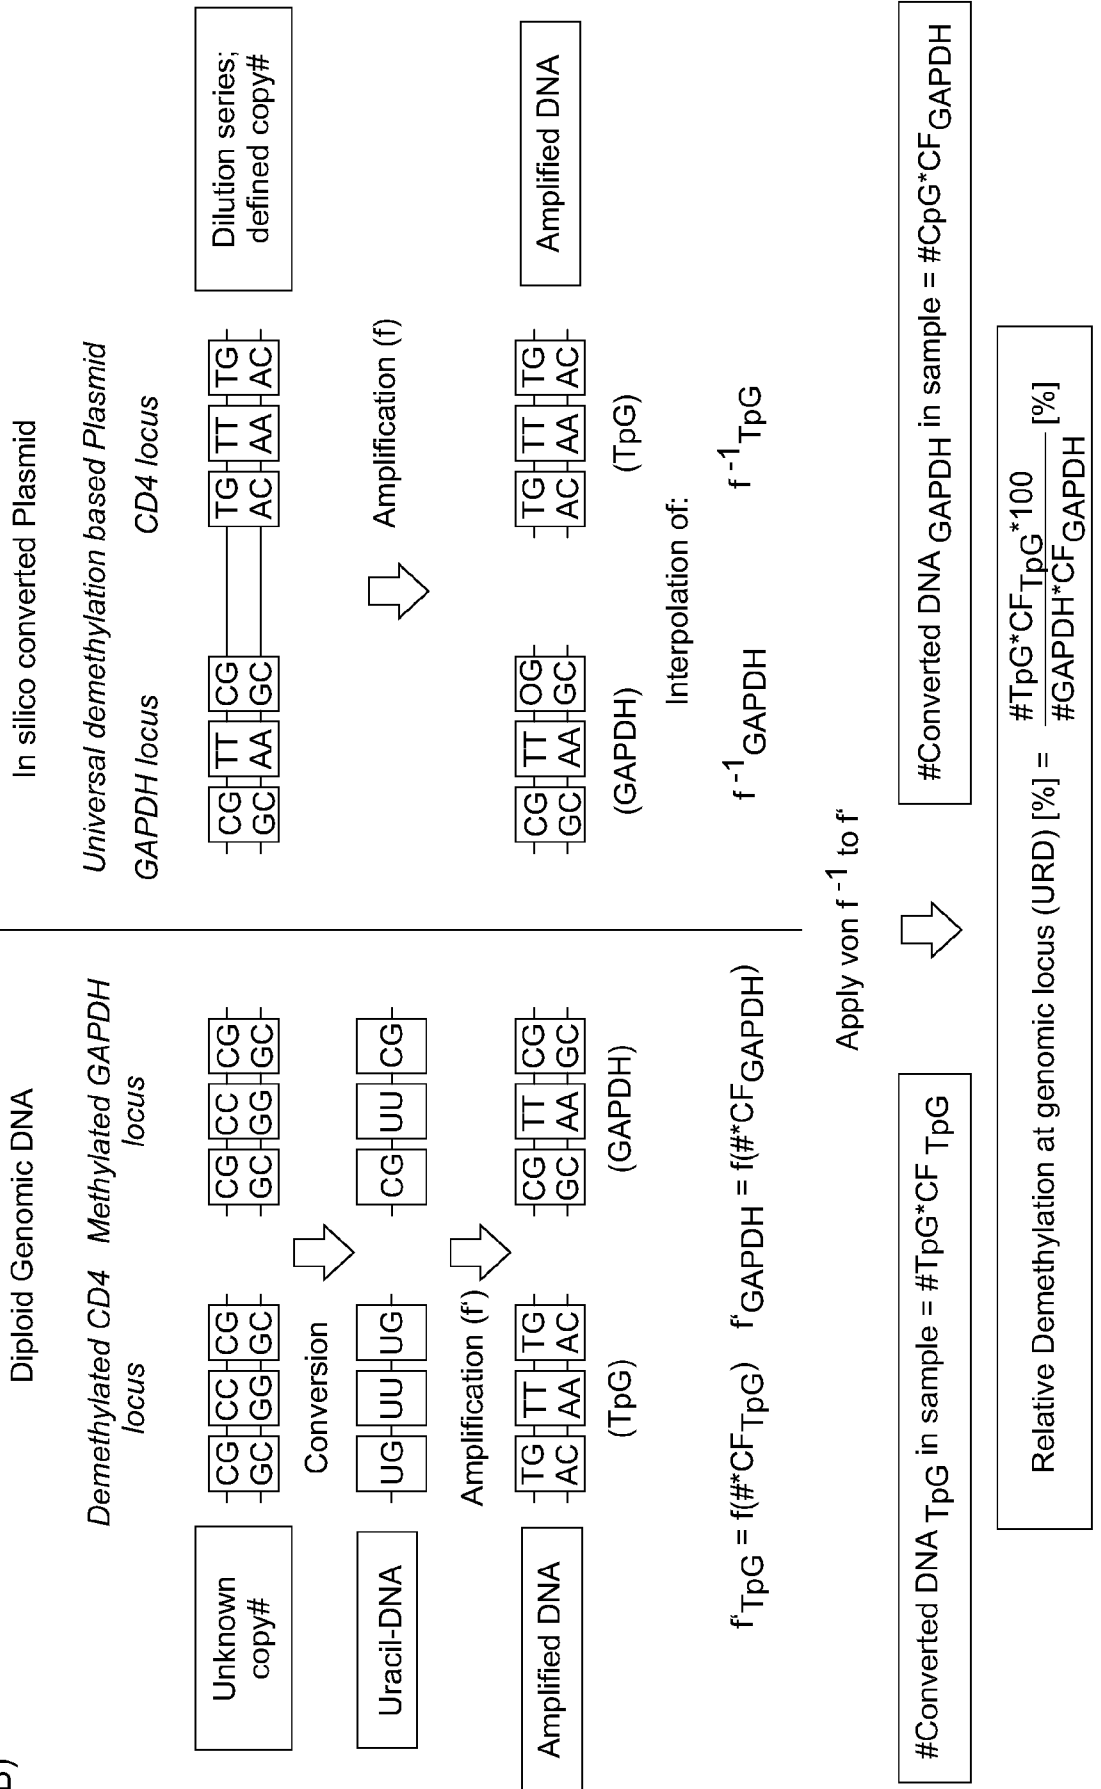 B)
Diploid Genomic DNA
In silico converted Plasmid
Demethylated CD4
locus
Methylated GAPDH
locus
Universal demethylation based Plasmid
GAPDH locus
CD4 locus
Unknown
copy#
CG CC CG
GC GG GC
CG CC CG
GC GG GC
CG TT CG
GC AA GC
TG TT TG
AC AA AC
Dilution series;
defined copy#
Conversion
Uracil-DNA
UG UU UG
CG UU CG
Amplification (f‘)
Amplification (f)
Amplified DNA
TG TT TG
AC AA AC
(TpG)
CG TT CG
GC AA GC
(GAPDH)
CG TT OG
GC AA GC
(GAPDH)
TG TT TG
AC AA AC
(TpG)
Amplified DNA
Interpolation of:
f‘TpG = f(#*CFTpG)
f‘GAPDH = f(#*CFGAPDH)
f -1GAPDH
f -1TpG
Apply von f -1 to f‘
#Converted DNA TpG in sample = #TpG*CF TpG
#Converted DNA GAPDH in sample = #CpG*CFGAPDH
Relative Demethylation at genomic locus (URD) [%] = #TpG*CFTpG*100 [%]
#GAPDH*CFGAPDH